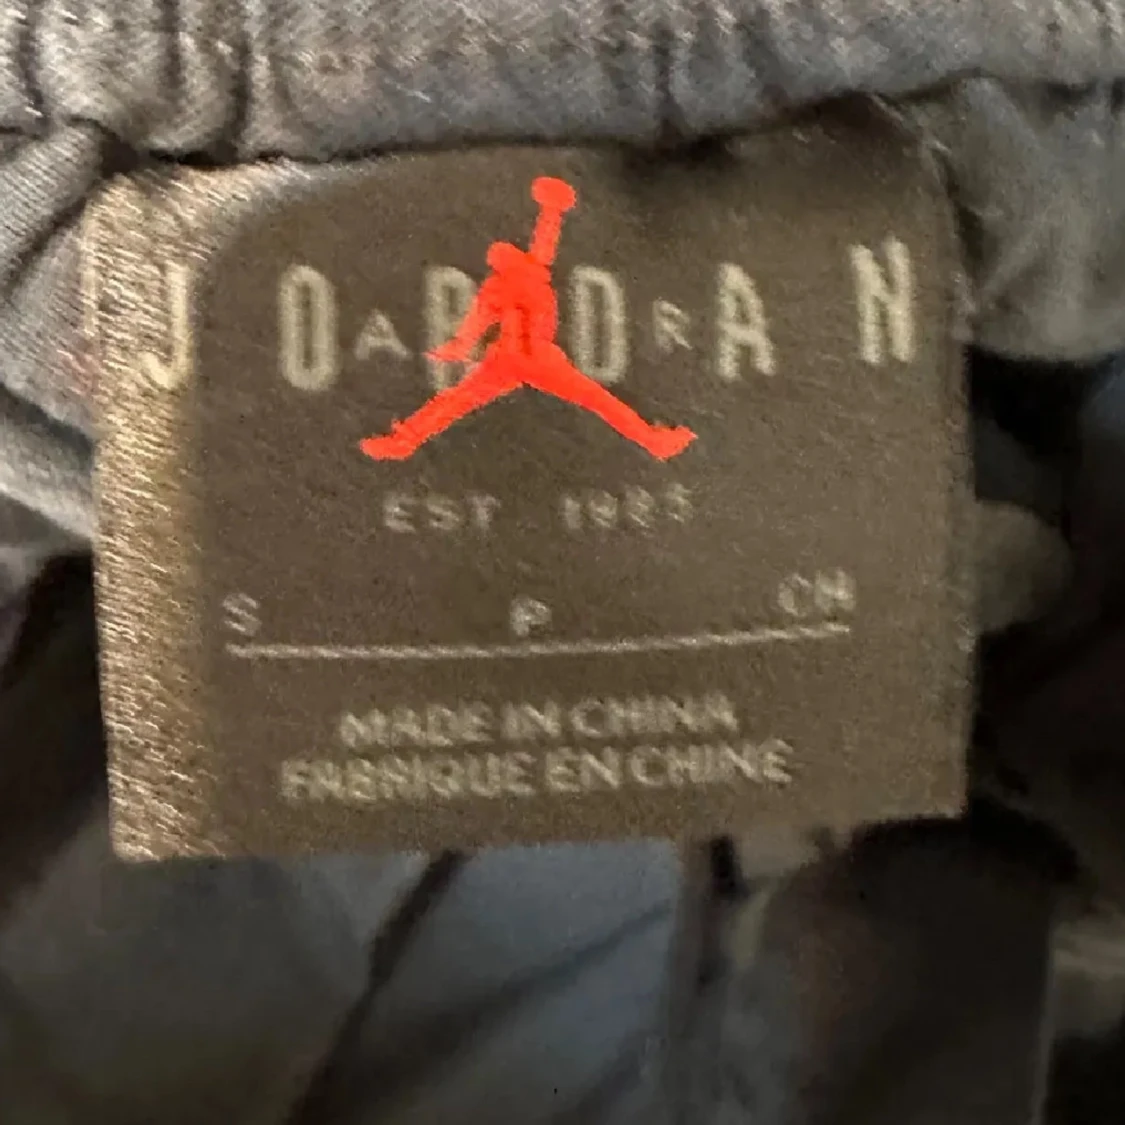 JORDAN
A R
EST 1985
S P CH
MADE IN CHINA
FABRIQUE EN CHINE